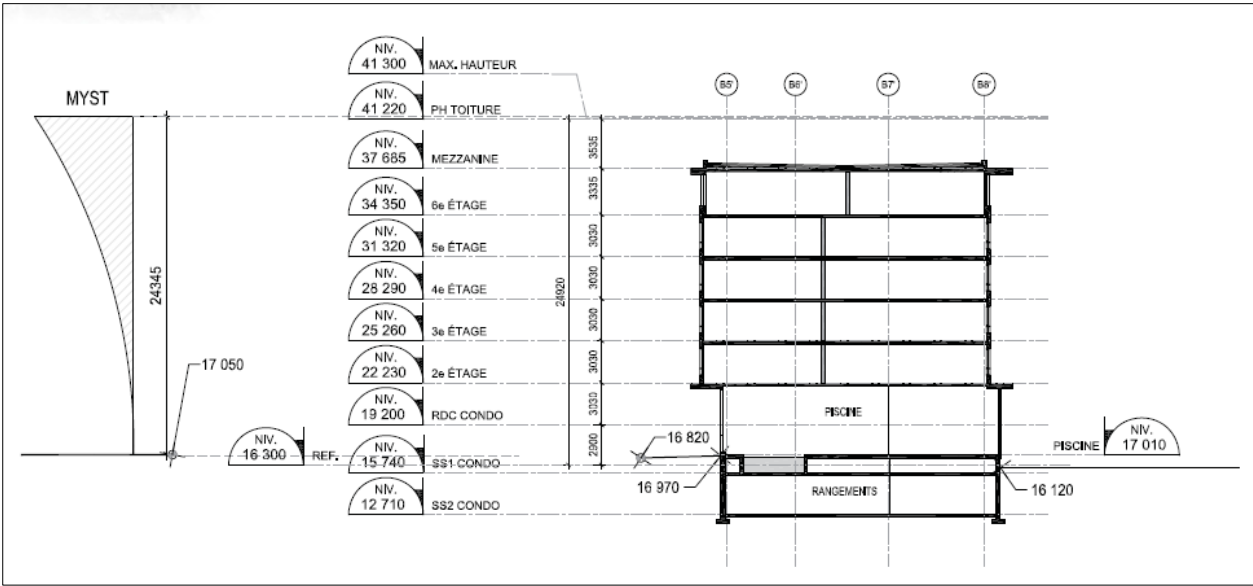 MYST
24345
17 050
NIV.
41 300
MAX. HAUTEUR
NIV.
41 220
PH TOITURE
NIV.
37 685
MEZZANINE
NIV.
34 350
6e ÉTAGE
NIV.
31 320
5e ÉTAGE
NIV.
28 290
4e ÉTAGE
NIV.
25 260
3e ÉTAGE
NIV.
22 230
2e ÉTAGE
NIV.
19 200
RDC CONDO
NIV.
16 300
REF.
NIV.
15 740
SS1 CONDO
NIV.
12 710
SS2 CONDO
24920
3535
3335
3030
3030
3030
3030
3030
2900
B5'
B6'
B7'
B8'
PISCINE
RANGEMENTS
16 820
16 970
PISCINE
NIV.
17 010
16 120